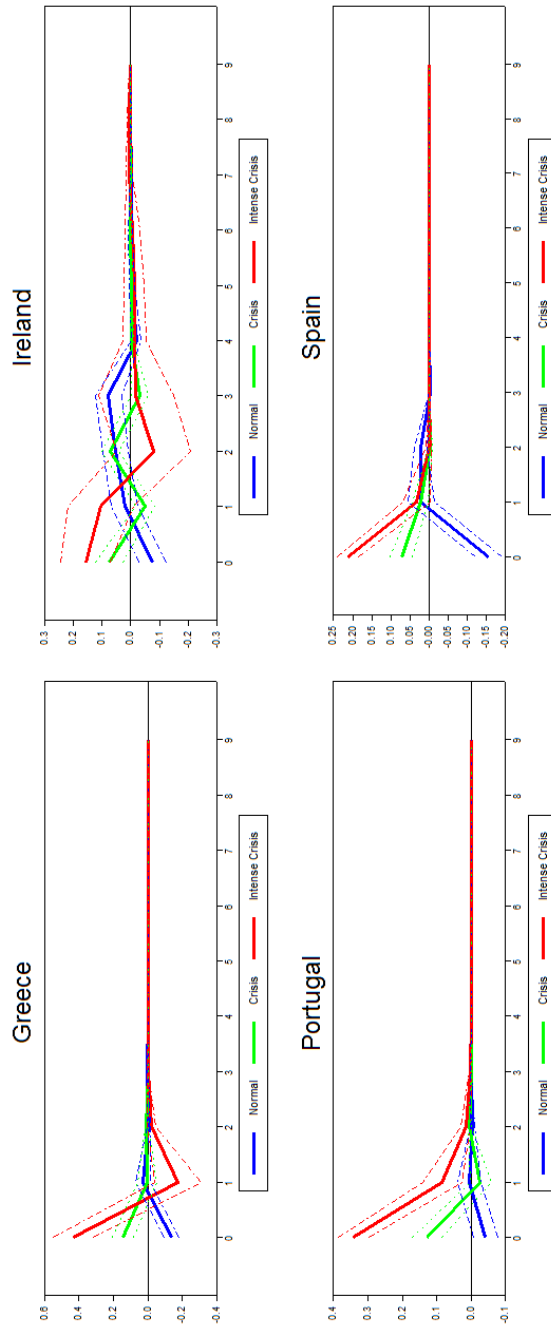 Greece
0.6
0.4
0.2
0.0
-0.2
-0.4
0 1 2 3 4 5 6 7 8 9
Normal Crisis Intense Crisis
Ireland
0.3
0.2
0.1
0.0
-0.1
-0.2
-0.3
0 1 2 3 4 5 6 7 8 9
Normal Crisis Intense Crisis
Portugal
0.4
0.3
0.2
0.1
0.0
-0.1
0 1 2 3 4 5 6 7 8 9
Normal Crisis Intense Crisis
Spain
0.25
0.20
0.15
0.10
0.05
-0.00
-0.05
-0.10
-0.15
-0.20
0 1 2 3 4 5 6 7 8 9
Normal Crisis Intense Crisis